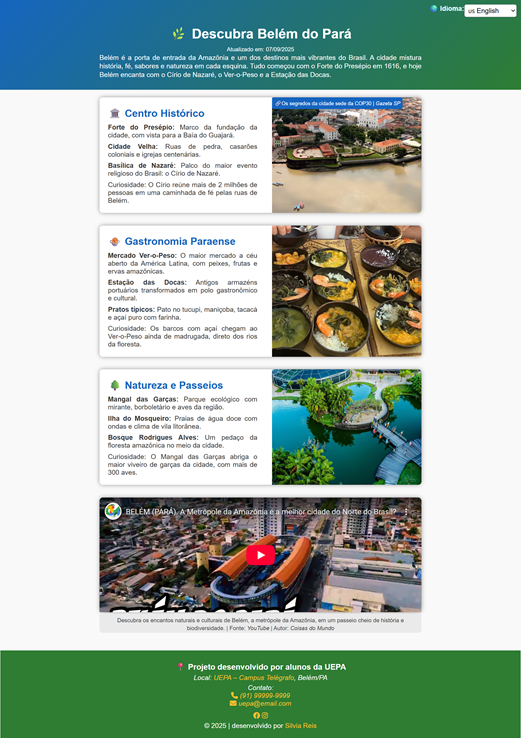 Idioma:
us English
Descubra Belém do Pará
Atualizado em: 07/09/2025
Belém é a porta de entrada da Amazônia e um dos destinos mais vibrantes do Brasil. A cidade mistura
história, fé, sabores e natureza em cada esquina. Tudo começou com o Forte do Presépio em 1616, e hoje
Belém encanta com o Círio de Nazaré, o Ver-o-Peso e a Estação das Docas.
Centro Histórico
Forte do Presépio: Marco da fundação da
cidade, com vista para a Baía do Guajará.
Cidade Velha: Ruas de pedra, casarões
coloniais e igrejas centenárias.
Basílica de Nazaré: Palco do maior evento
religioso do Brasil: o Círio de Nazaré.
Curiosidade: O Círio reúne mais de 2 milhões de
pessoas em uma caminhada de fé pelas ruas de
Belém.
Os segredos da cidade sede da COP30 | Gazeta SP
Gastronomia Paraense
Mercado Ver-o-Peso: O maior mercado a céu
aberto da América Latina, com peixes, frutas e
ervas amazônicas.
Estação das Docas: Antigos armazéns
portuários transformados em polo gastronômico
e cultural.
Pratos típicos: Pato no tucupi, maniçoba, tacacá
e açaí puro com farinha.
Curiosidade: Os barcos com açaí chegam ao
Ver-o-Peso ainda de madrugada, direto dos rios
da floresta.
Natureza e Passeios
Mangal das Garças: Parque ecológico com
mirante, borboletário e aves da região.
Ilha do Mosqueiro: Praias de água doce com
ondas e clima de vila litorânea.
Bosque Rodrigues Alves: Um pedaço da
floresta amazônica no meio da cidade.
Curiosidade: O Mangal das Garças abriga o
maior viveiro de garças da cidade, com mais de
300 aves.
BELÉM (PARÁ), A Metrópole da Amazônia é a melhor cidade do Norte do Brasil?
Descubra os encantos naturais e culturais de Belém, a metrópole da Amazônia, em um passeio cheio de história e
biodiversidade. | Fonte: YouTube | Autor: Coisas do Mundo
Projeto desenvolvido por alunos da UEPA
Local: UEPA – Campus Telégrafo, Belém/PA
Contato:
(91) 99999-9999
uepa@email.com
© 2025 | desenvolvido por Silvia Reis